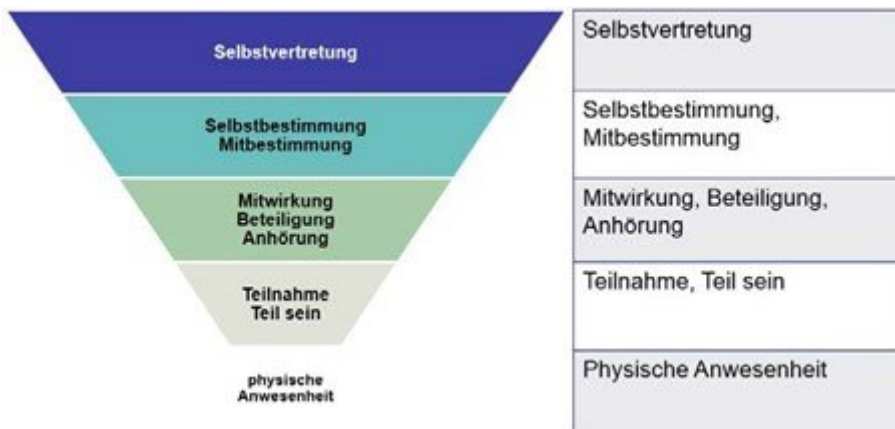 Selbstvertretung
Selbstbestimmung
Mitbestimmung
Mitwirkung
Beteiligung
Anhörung
Teilnahme
Teil sein
physische
Anwesenheit
Selbstvertretung
Selbstbestimmung,
Mitbestimmung
Mitwirkung, Beteiligung,
Anhörung
Teilnahme, Teil sein
Physische Anwesenheit